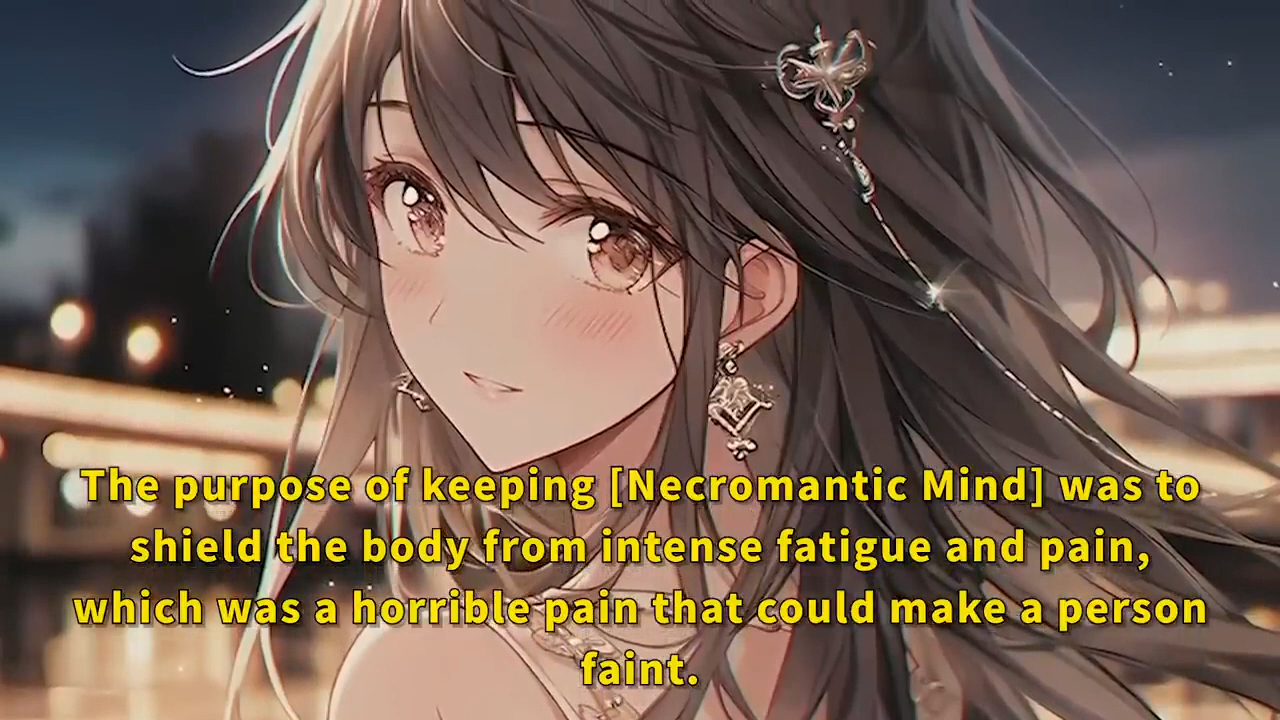 The purpose of keeping [Necromantic Mind] was to
shield the body from intense fatigue and pain,
which was a horrible pain that could make a person
faint.